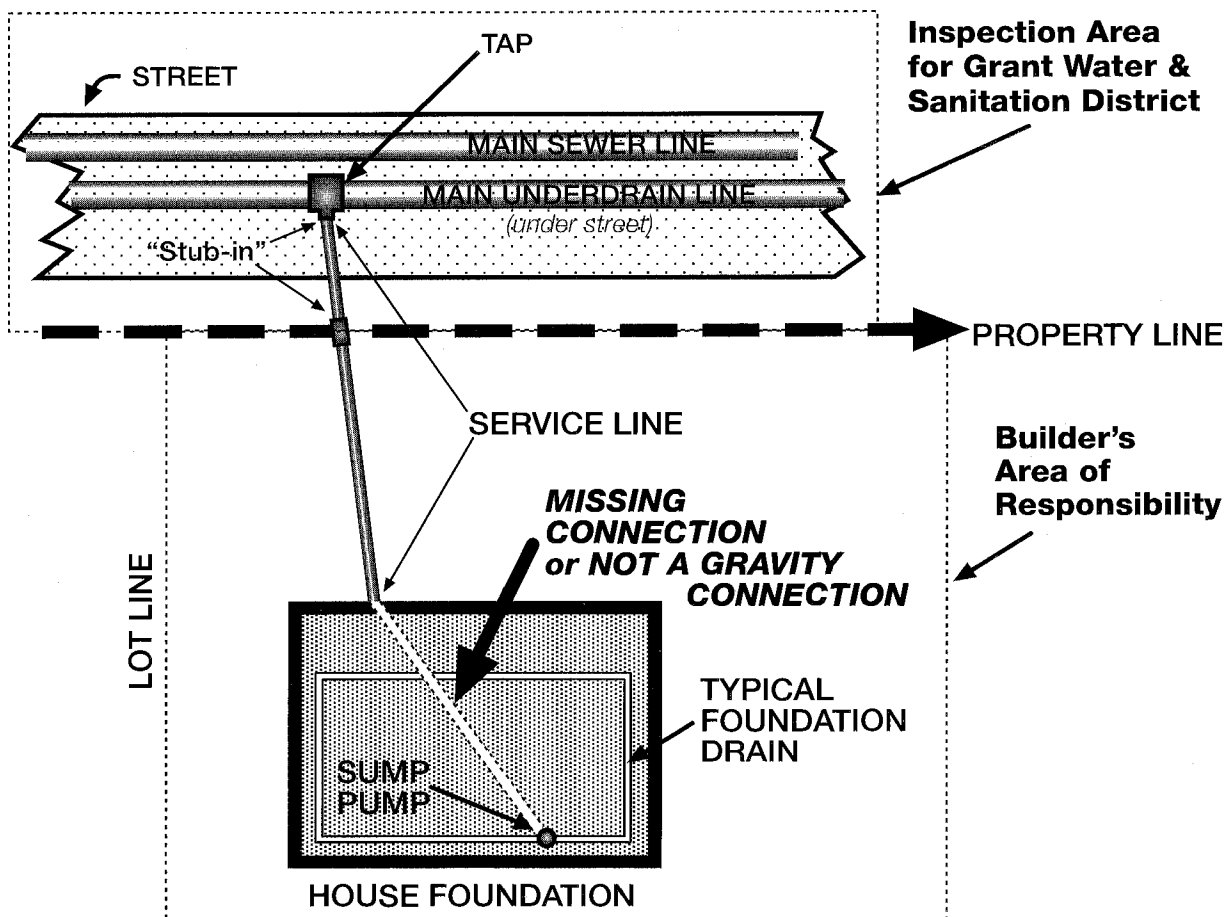 TAP
STREET
Inspection Area
for Grant Water &
Sanitation District
MAIN SEWER LINE
MAIN UNDERDRAIN LINE
(under street)
"Stub-in"
PROPERTY LINE
SERVICE LINE
Builder's
Area of
Responsibility
MISSING
CONNECTION
or NOT A GRAVITY
CONNECTION
LOT LINE
TYPICAL
FOUNDATION
DRAIN
SUMP
PUMP
HOUSE FOUNDATION